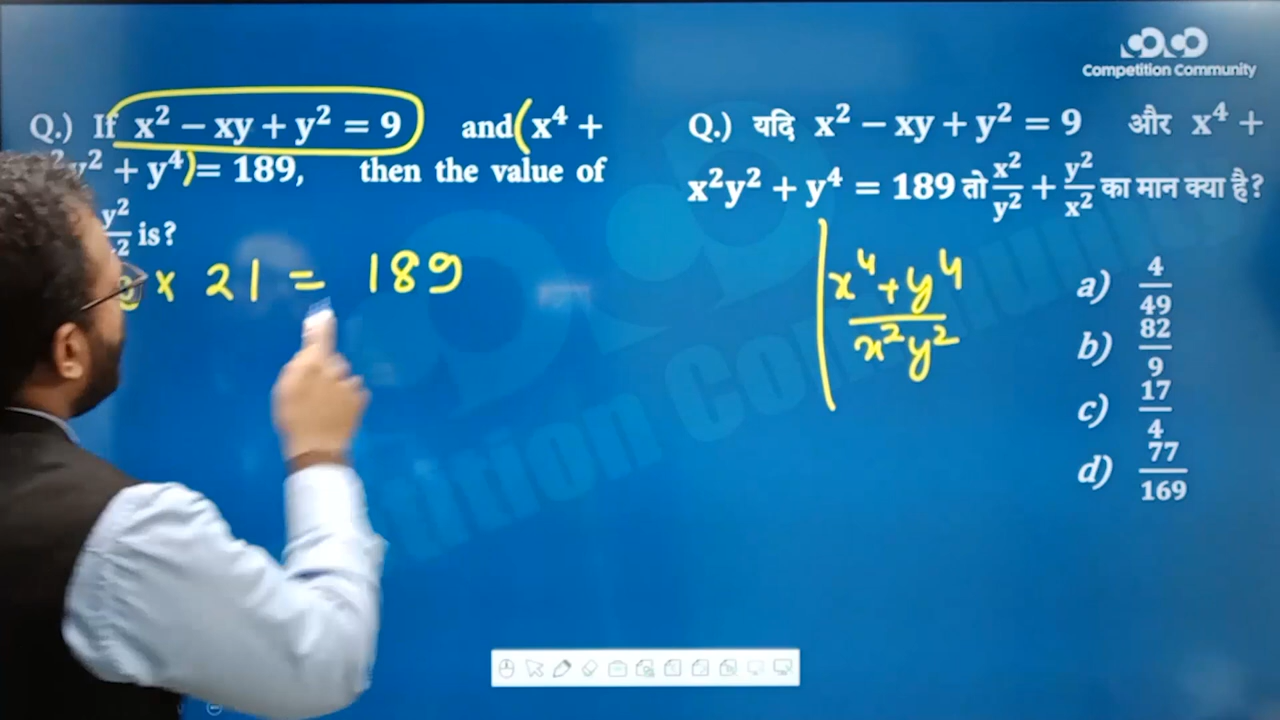 Competition Community
Q.) If x² − xy + y² = 9 and (x⁴ +
y² + y⁴) = 189, then the value of
y²
is?
× 21 = 189
Q.) यदि x² − xy + y² = 9 और x⁴ +
x²y² + y⁴ = 189 तो x²/y² + y²/x² का मान क्या है?
x⁴ + y⁴
x²y²
a) 4/49
b) 82/9
c) 17/4
d) 77/169